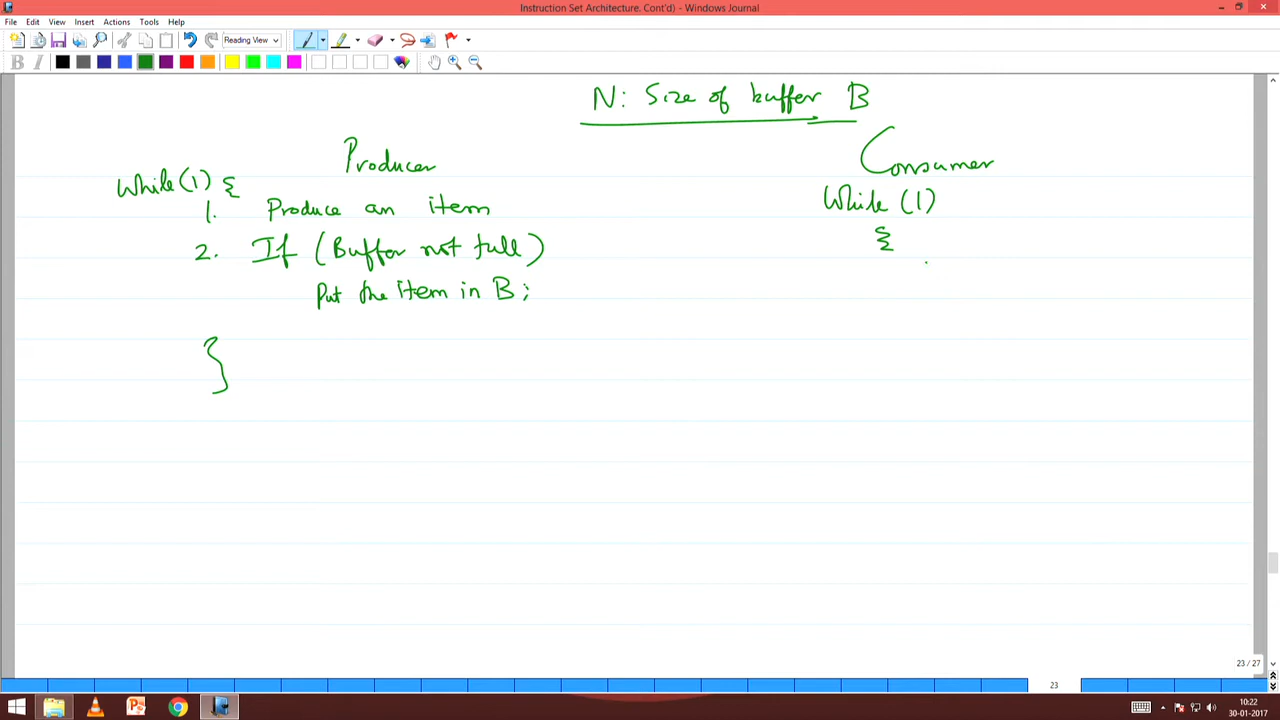 Instruction Set Architecture. Cont'd) - Windows Journal
File Edit View Insert Actions Tools Help
Reading View
B I
N: Size of buffer B
Producer
Consumer
While(1) {
While (1)
1. Produce an item
{
2. If (Buffer not full)
Put the item in B;
}
23 / 27
23
10:22
30-01-2017